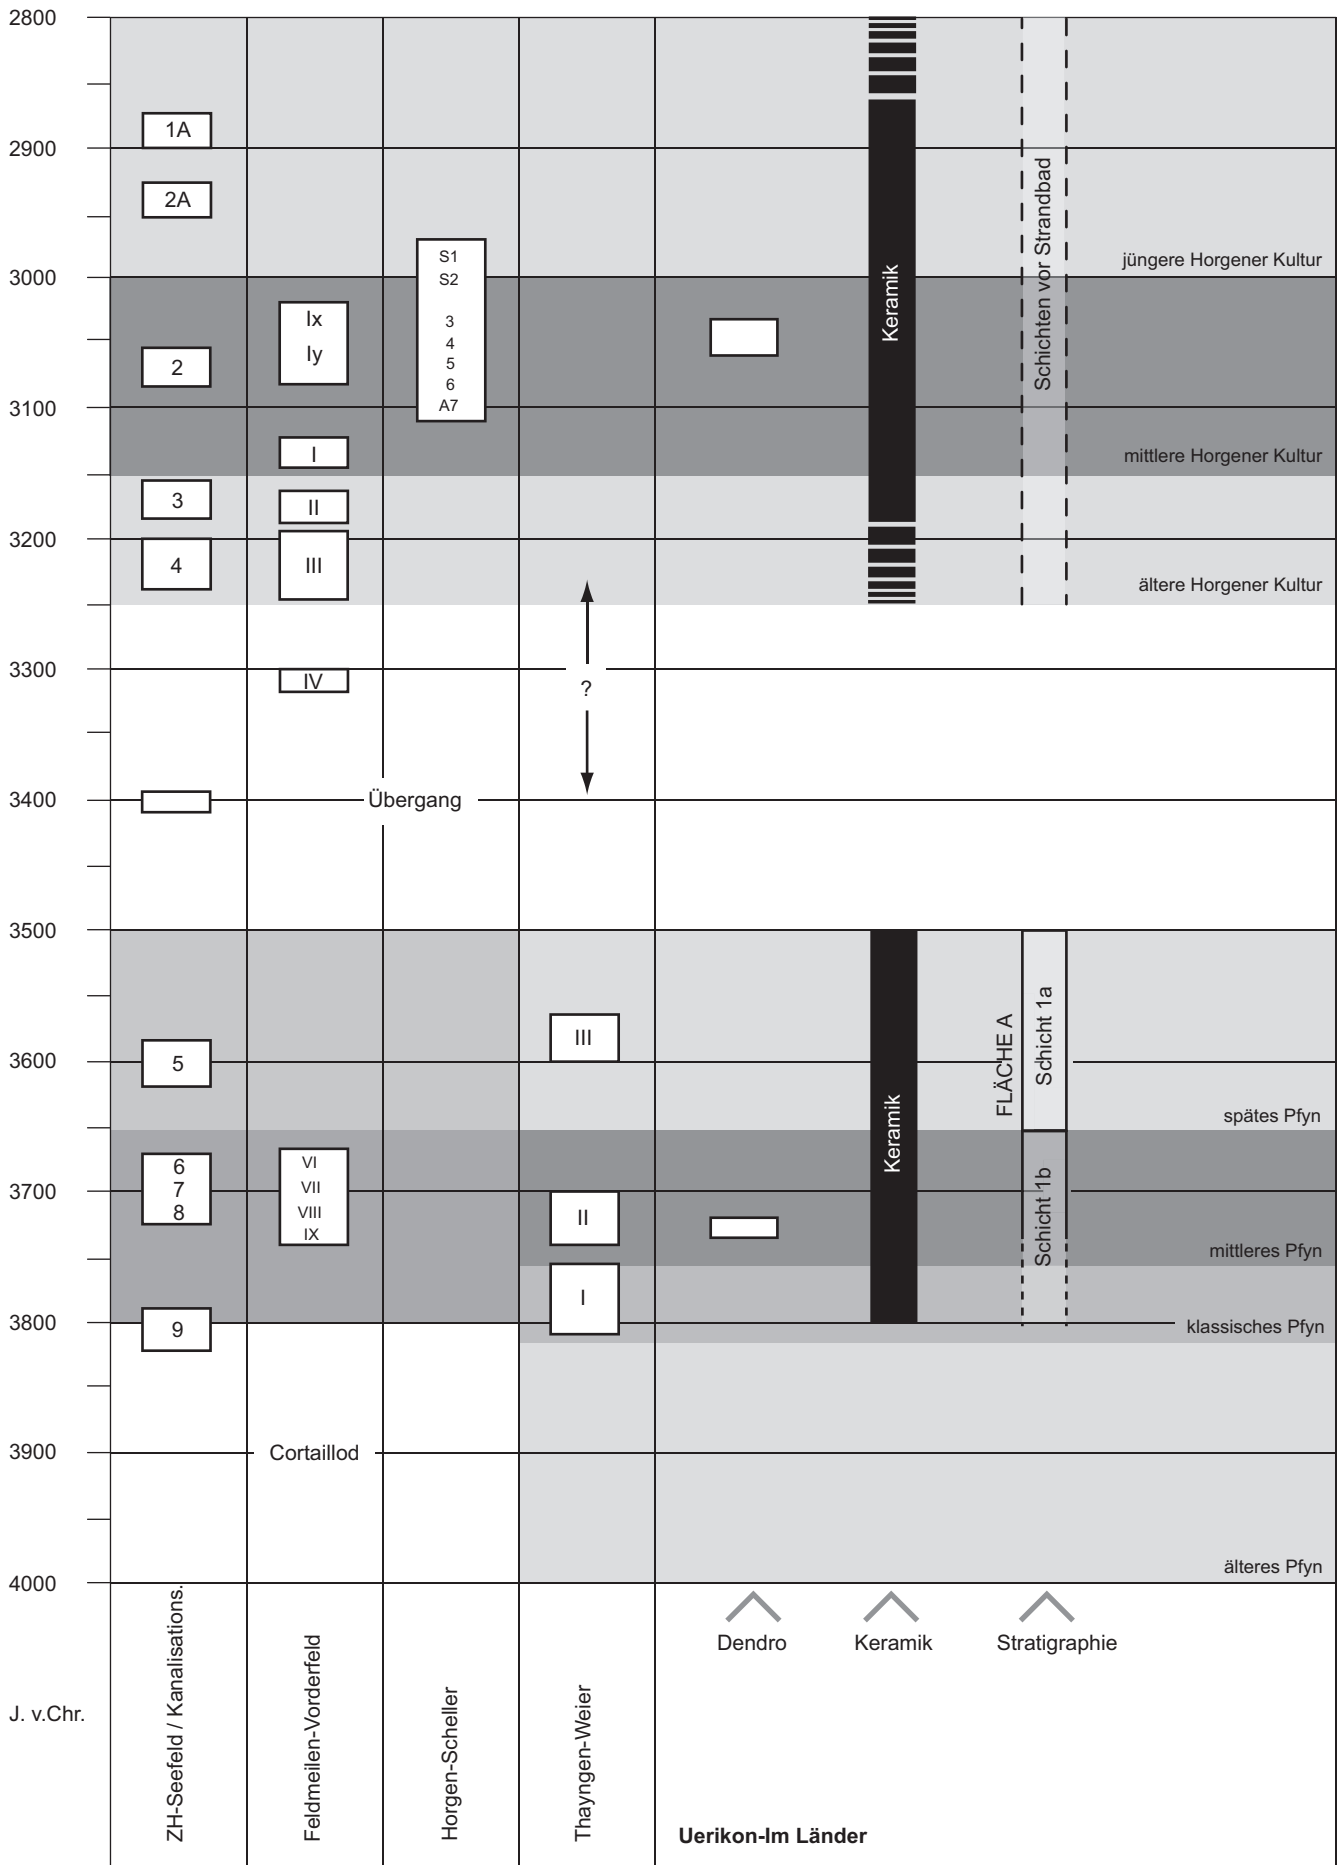 2800
1A
2900
2A
Keramik
Schichten vor Strandbad
jüngere Horgener Kultur
S1
3000
S2
Ix
3
4
Iy
2
5
6
3100
A7
I
mittlere Horgener Kultur
3
II
3200
4
III
ältere Horgener Kultur
3300
IV
?
3400
Übergang
3500
FLÄCHE A
Schicht 1a
III
3600
5
Keramik
spätes Pfyn
6
VI
3700
7
VII
8
VIII
II
IX
Schicht 1b
mittleres Pfyn
I
3800
9
klassisches Pfyn
3900
Cortaillod
älteres Pfyn
4000
Dendro
Keramik
Stratigraphie
J. v.Chr.
ZH-Seefeld / Kanalisations.
Feldmeilen-Vorderfeld
Horgen-Scheller
Thayngen-Weier
Uerikon-Im Länder